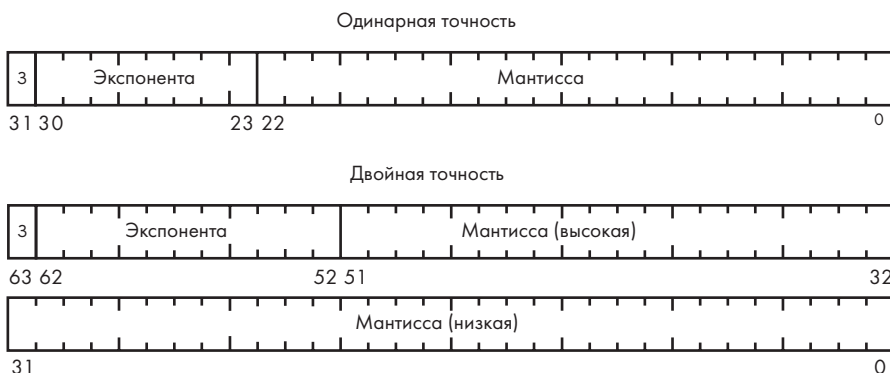 Одинарная точность
З Экспонента Мантисса
31 30 23 22 0
Двойная точность
З Экспонента Мантисса (высокая)
63 62 52 51 32
Мантисса (низкая)
31 0